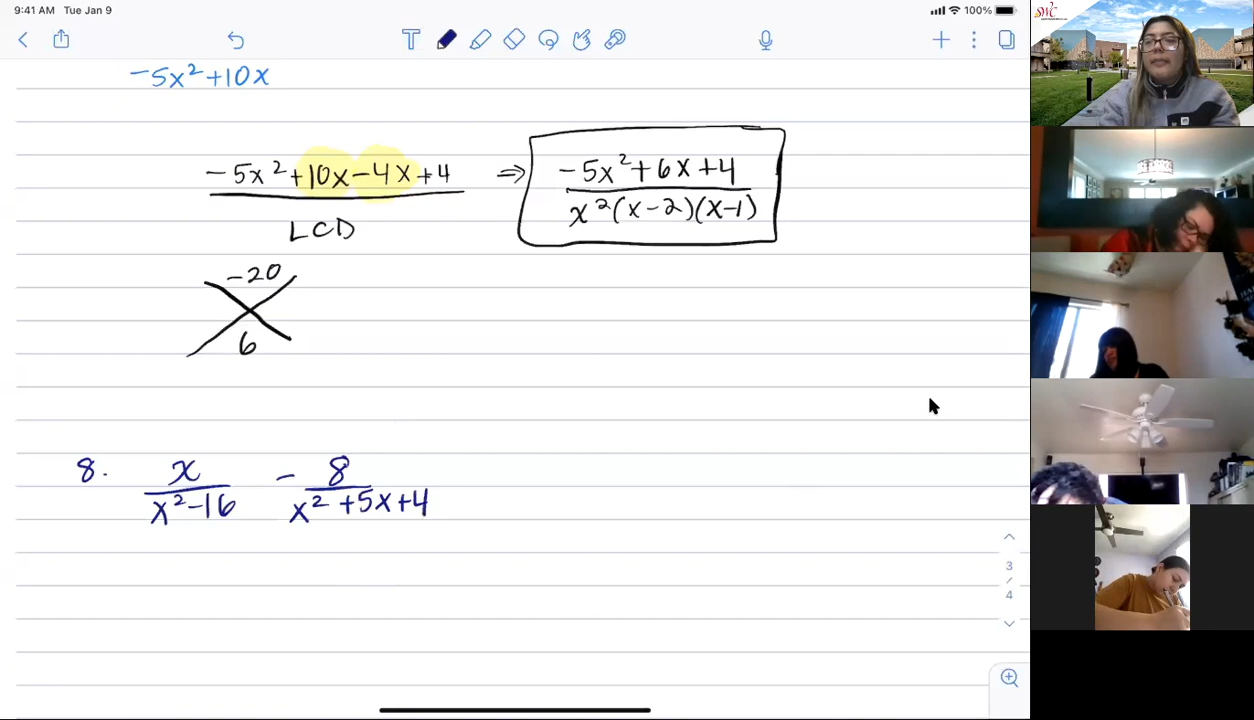 9:41 AM Tue Jan 9
100%
T
-5x²+10x
-5x²+10x-4x+4 ⇒ -5x²+6x+4
LCD x²(x-2)(x-1)
-20
6
8. x - 8
x²-16 x²+5x+4
3
/
4
SWC